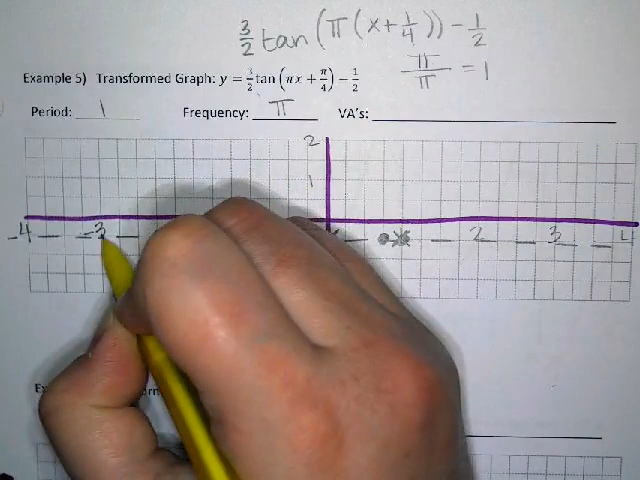 3/2 tan(π(x+1/4)) - 1/2
Example 5) Transformed Graph: y = 3/2 tan(πx + π/4) - 1/2
π/π = 1
Period: 1 Frequency: π VA's:
2
1
-4 -3 2 3 4